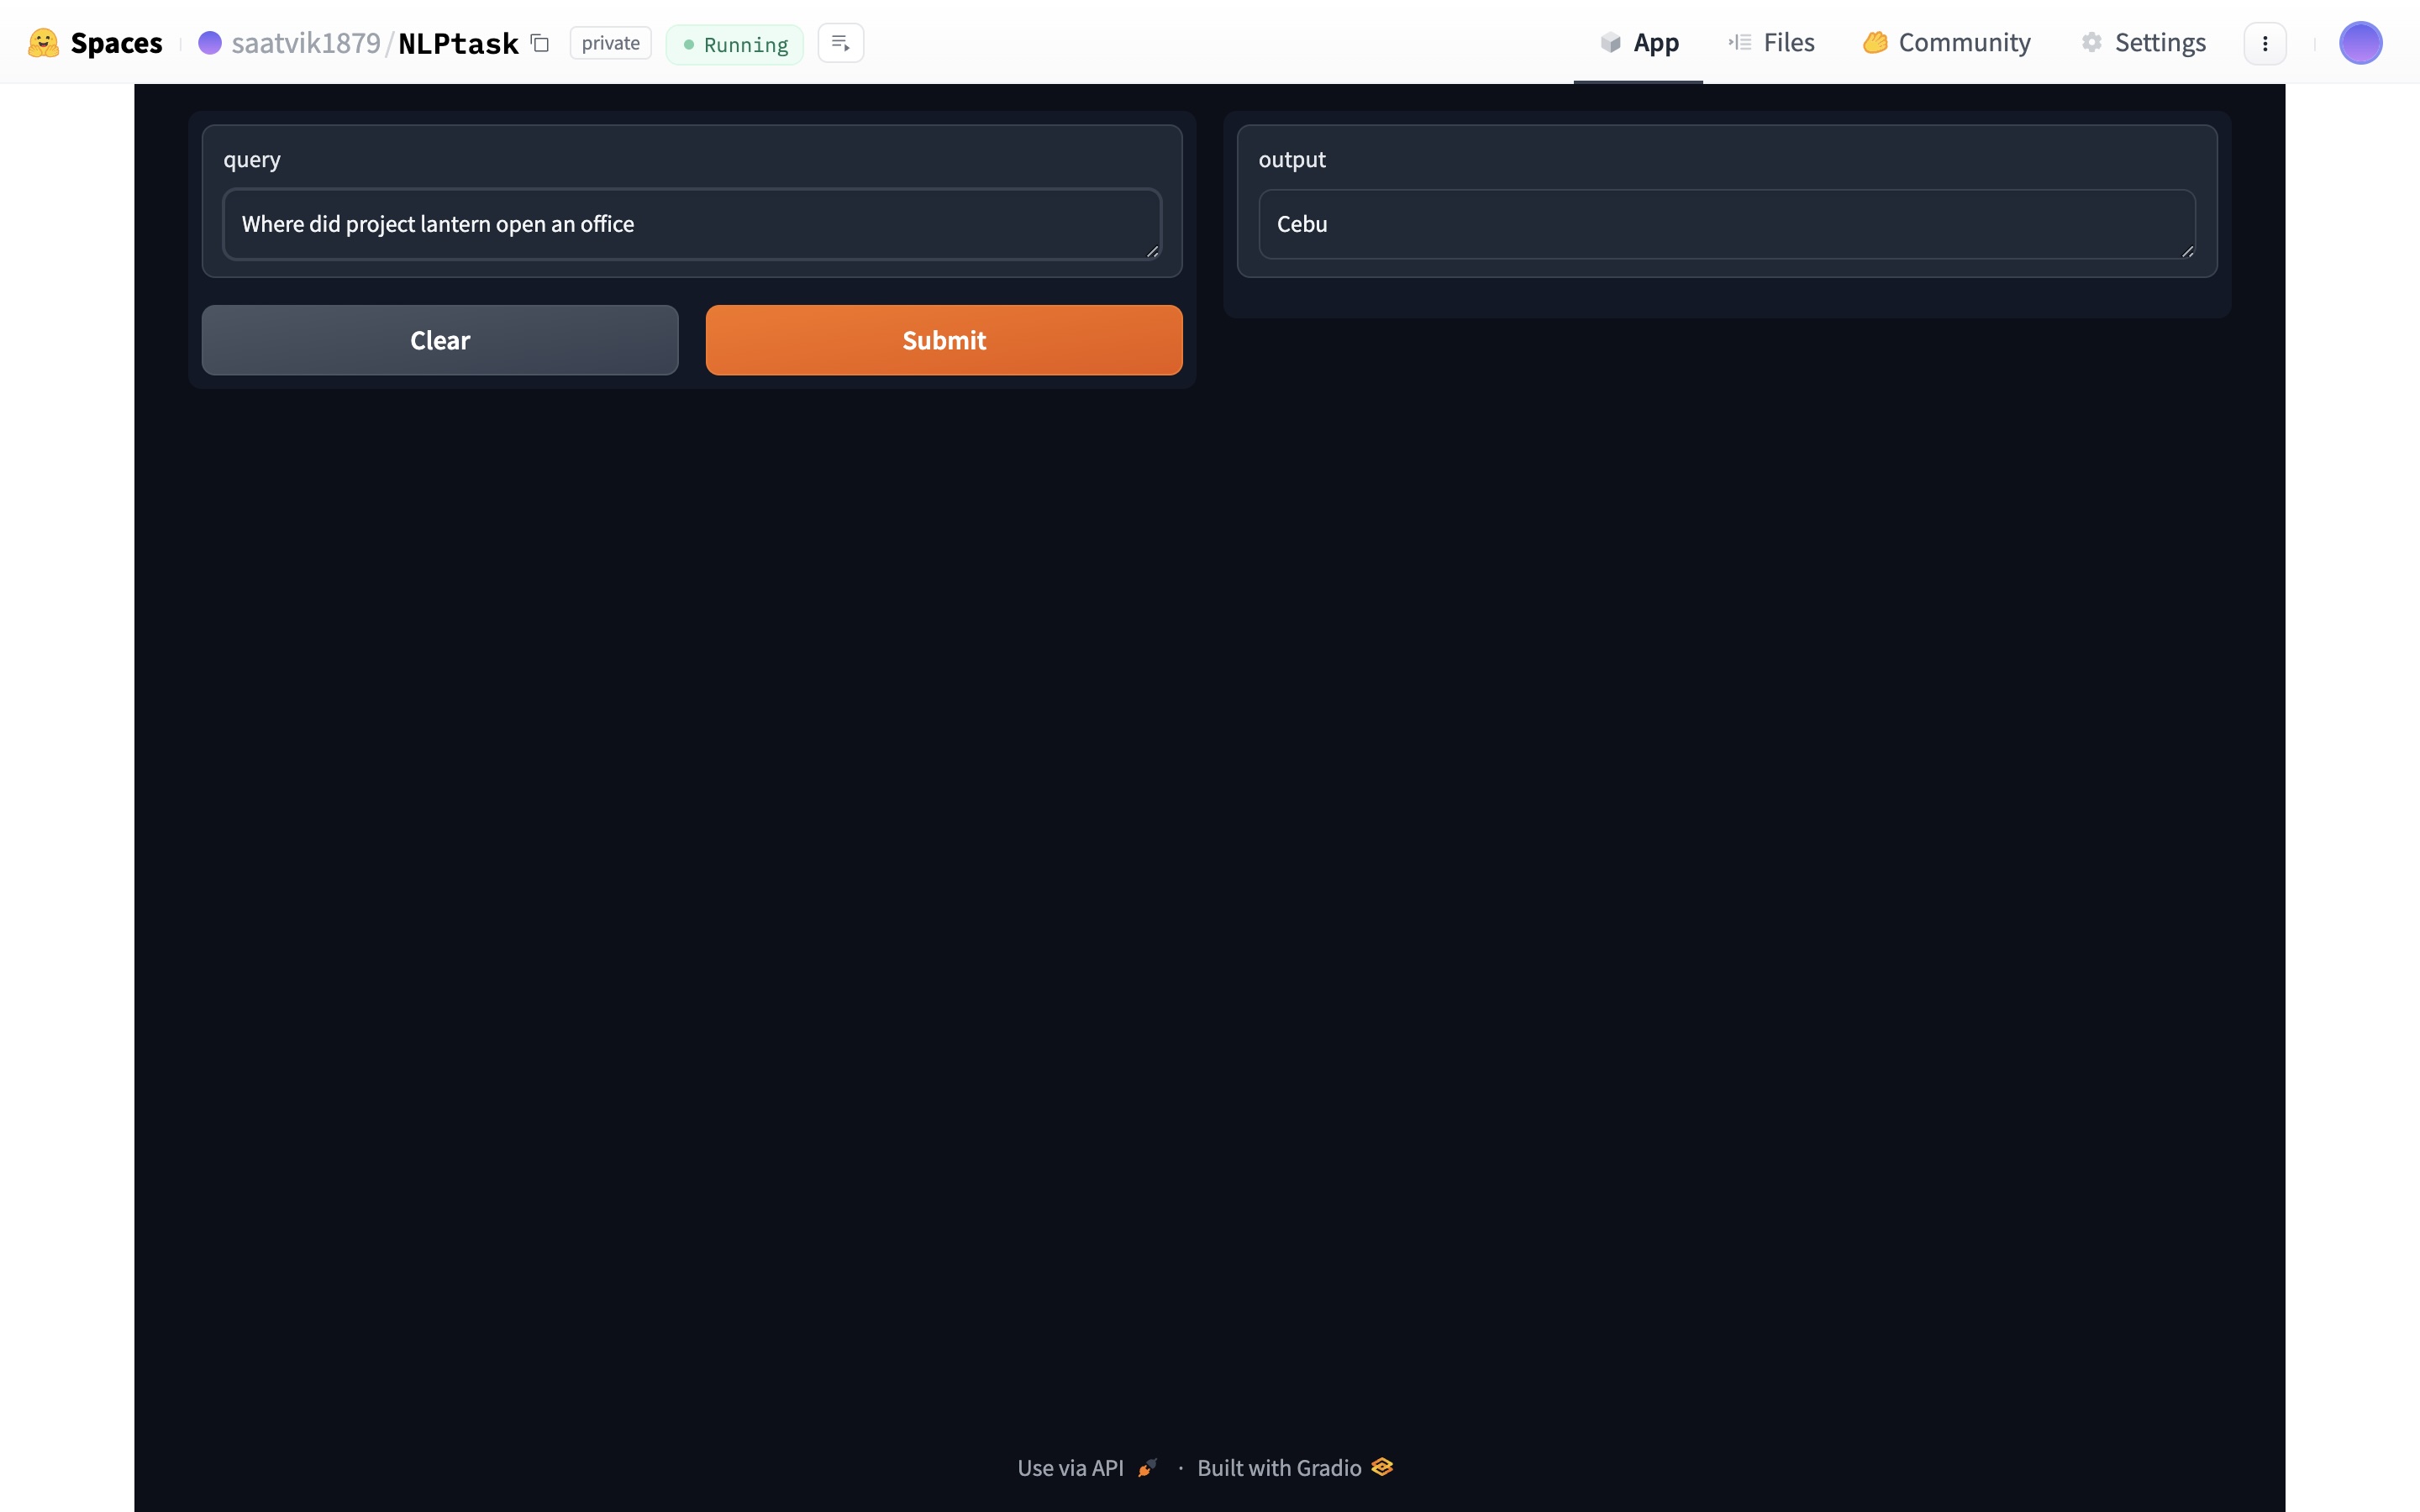 Spaces saatvik1879/NLPtask private Running App Files Community Settings
query
Where did project lantern open an office
Clear Submit
output
Cebu
Use via API · Built with Gradio